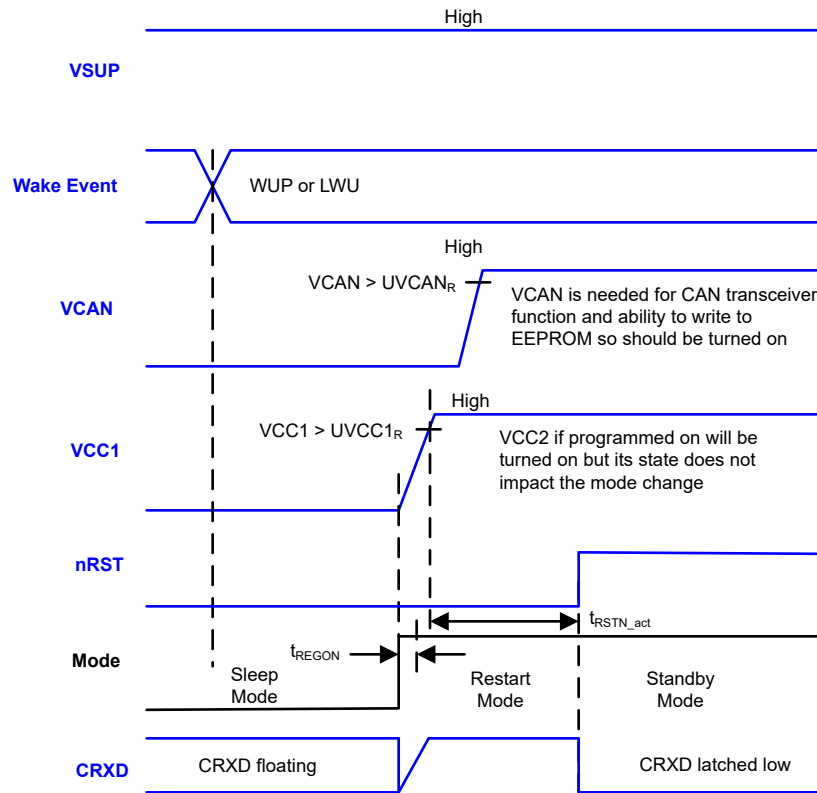 High
VSUP
Wake Event
WUP or LWU
High
VCAN > UVCANR
VCAN
VCAN is needed for CAN transceiver
function and ability to write to
EEPROM so should be turned on
High
VCC1 > UVCC1R
VCC1
VCC2 if programmed on will be
turned on but its state does not
impact the mode change
nRST
tRSTN_act
Mode
tREGON
Sleep
Mode
Restart
Mode
Standby
Mode
CRXD
CRXD floating
CRXD latched low